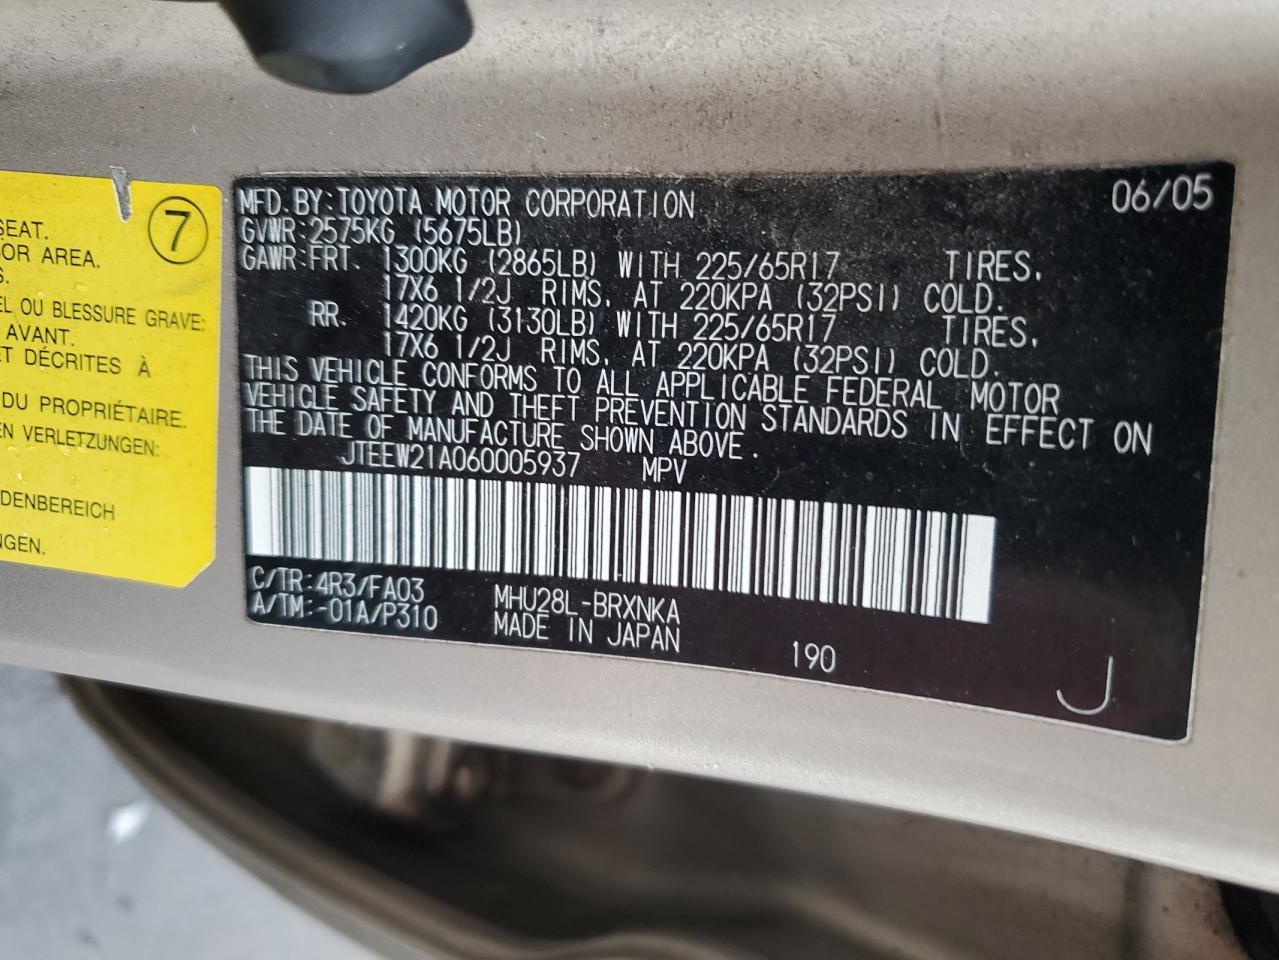 SEAT.
OR AREA.
S.
EL OU BLESSURE GRAVE:
AVANT.
ET DÉCRITES À
DU PROPRIÉTAIRE.
EN VERLETZUNGEN:
DENBEREICH
NGEN.
7
MFD. BY: TOYOTA MOTOR CORPORATION 06/05
GVWR: 2575KG (5675LB)
GAWR: FRT. 1300KG (2865LB) WITH 225/65R17 TIRES,
17X6 1/2J RIMS, AT 220KPA (32PSI) COLD.
RR. 1420KG (3130LB) WITH 225/65R17 TIRES,
17X6 1/2J RIMS, AT 220KPA (32PSI) COLD.
THIS VEHICLE CONFORMS TO ALL APPLICABLE FEDERAL MOTOR
VEHICLE SAFETY AND THEFT PREVENTION STANDARDS IN EFFECT ON
THE DATE OF MANUFACTURE SHOWN ABOVE.
JTEEW21A060005937 MPV
C/TR: 4R3/FA03 MHU28L-BRXNKA
A/TM: -01A/P310 MADE IN JAPAN
190
J